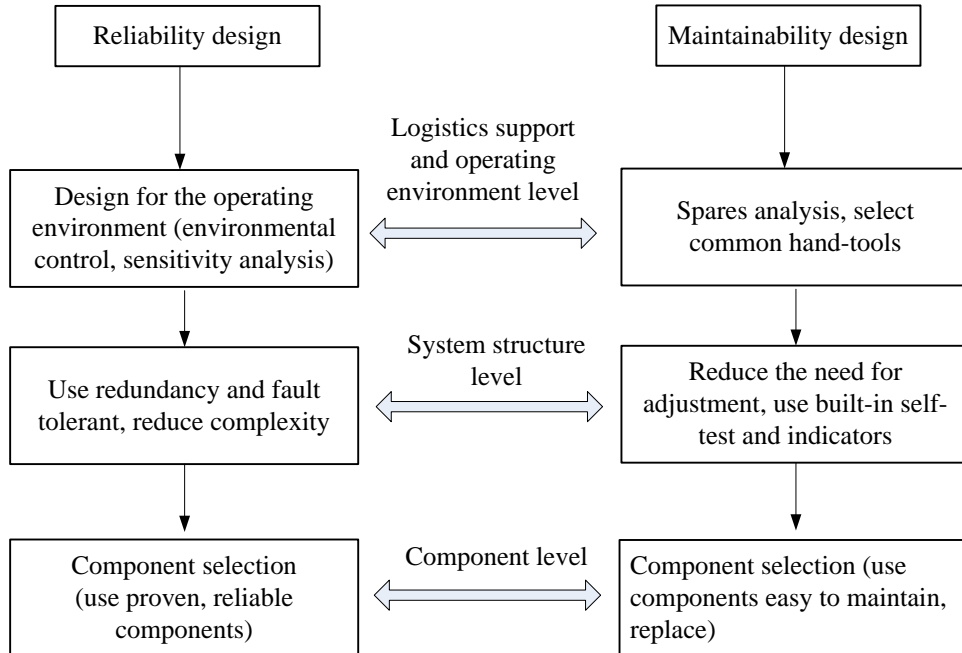 Reliability design
Maintainability design
Logistics support
and operating
environment level
Design for the operating
environment (environmental
control, sensitivity analysis)
Spares analysis, select
common hand-tools
System structure
level
Use redundancy and fault
tolerant, reduce complexity
Reduce the need for
adjustment, use built-in self-
test and indicators
Component level
Component selection
(use proven, reliable
components)
Component selection (use
components easy to maintain,
replace)